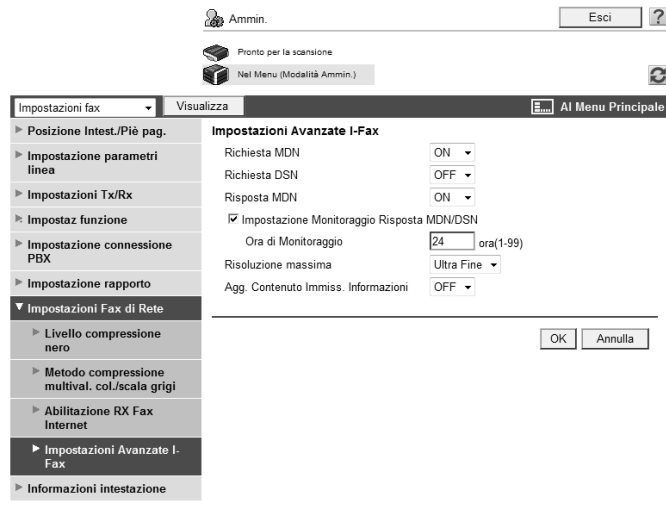 Ammin.
Esci
?
Pronto per la scansione
Nel Menu (Modalità Ammin.)
Impostazioni fax
Visualizza
Al Menu Principale
Posizione Intest./Piè pag.
Impostazione parametri
linea
Impostazioni Tx/Rx
Impostaz funzione
Impostazione connessione
PBX
Impostazione rapporto
Impostazioni Fax di Rete
Livello compressione
nero
Metodo compressione
multival. col./scala grigi
Abilitazione RX Fax
Internet
Impostazioni Avanzate I-
Fax
Informazioni intestazione
Impostazioni Avanzate I-Fax
Richiesta MDN ON
Richiesta DSN OFF
Risposta MDN ON
Impostazione Monitoraggio Risposta MDN/DSN
Ora di Monitoraggio 24 ora(1-99)
Risoluzione massima Ultra Fine
Agg. Contenuto Immiss. Informazioni OFF
OK Annulla